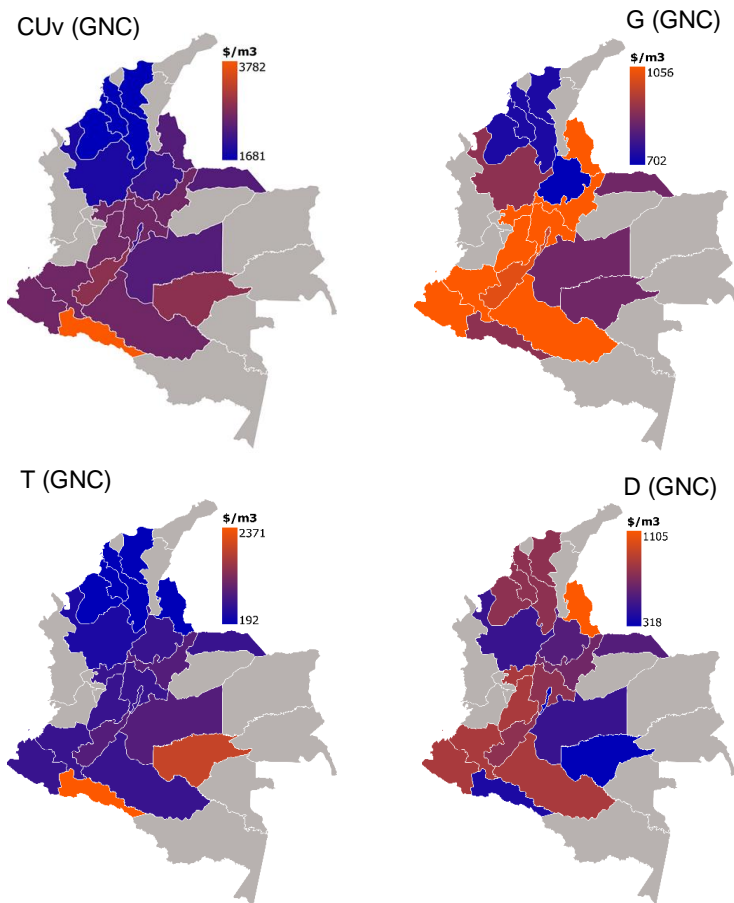 CUv (GNC)
$/m3
3782
1681
G (GNC)
$/m3
1056
702
T (GNC)
$/m3
2371
192
D (GNC)
$/m3
1105
318